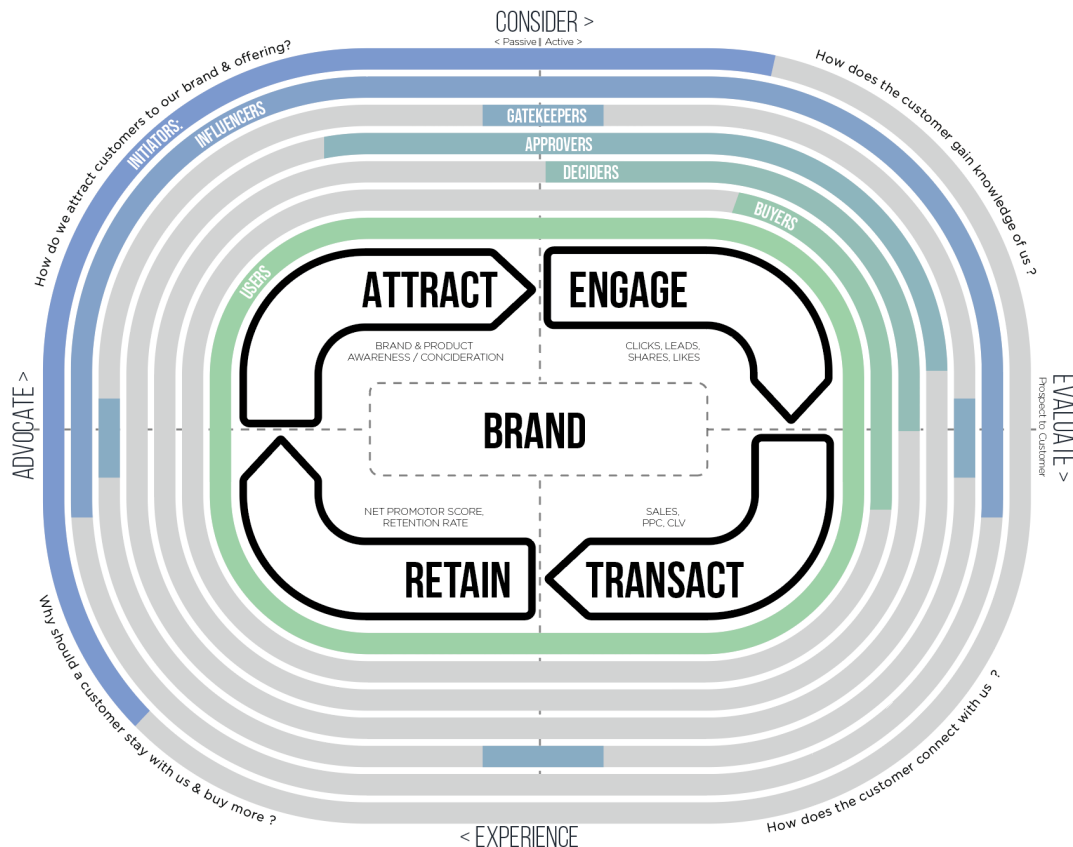 CONSIDER >
< Passive | Active >
How do we attract customers to our brand & offering?
How does the customer gain knowledge of us ?
INITIATORS:
INFLUENCERS
GATEKEEPERS
APPROVERS
DECIDERS
BUYERS
USERS
ATTRACT
ENGAGE
BRAND & PRODUCT
AWARENESS / CONCIDERATION
CLICKS, LEADS,
SHARES, LIKES
ADVOCATE >
BRAND
EVALUATE >
Prospect to Customer
NET PROMOTOR SCORE,
RETENTION RATE
SALES,
PPC, CLV
RETAIN
TRANSACT
Why should a customer stay with us & buy more ?
How does the customer connect with us ?
< EXPERIENCE